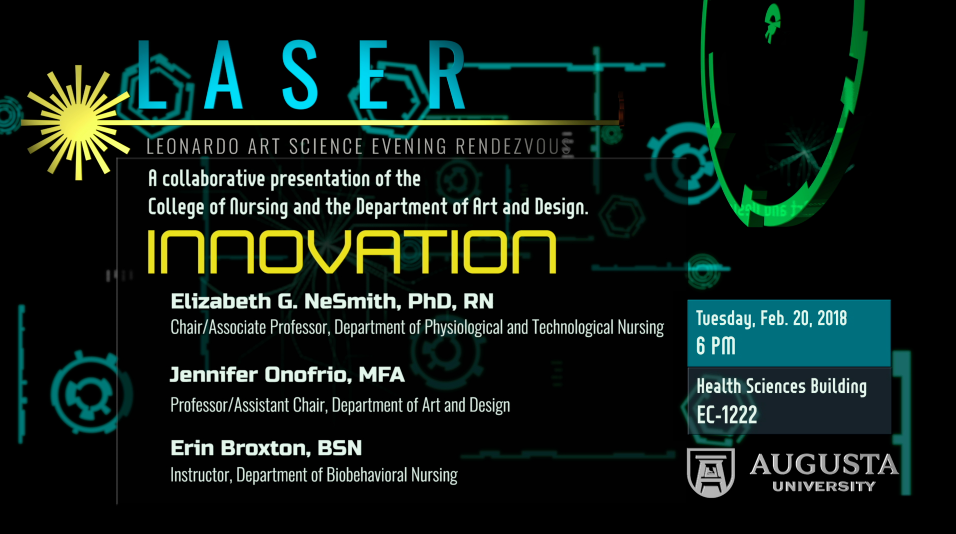 LASER
LEONARDO ART SCIENCE EVENING RENDEZVOUS
A collaborative presentation of the
College of Nursing and the Department of Art and Design.
INNOVATION
Elizabeth G. NeSmith, PhD, RN
Chair/Associate Professor, Department of Physiological and Technological Nursing
Jennifer Onofrio, MFA
Professor/Assistant Chair, Department of Art and Design
Erin Broxton, BSN
Instructor, Department of Biobehavioral Nursing
Tuesday, Feb. 20, 2018
6 PM
Health Sciences Building
EC-1222
AUGUSTA
UNIVERSITY